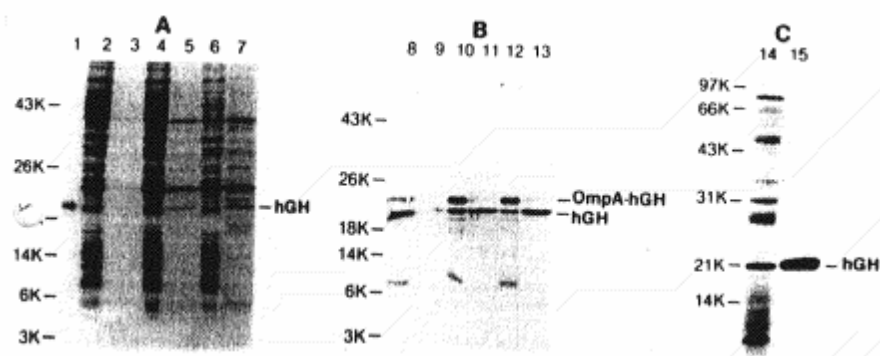 A
1 2 3 4 5 6 7
43K
26K
hGH
14K
6K
3K
B
8 9 10 11 12 13
43K
26K
OmpA-hGH
hGH
18K
14K
6K
3K
C
14 15
97K
66K
43K
31K
21K
hGH
14K